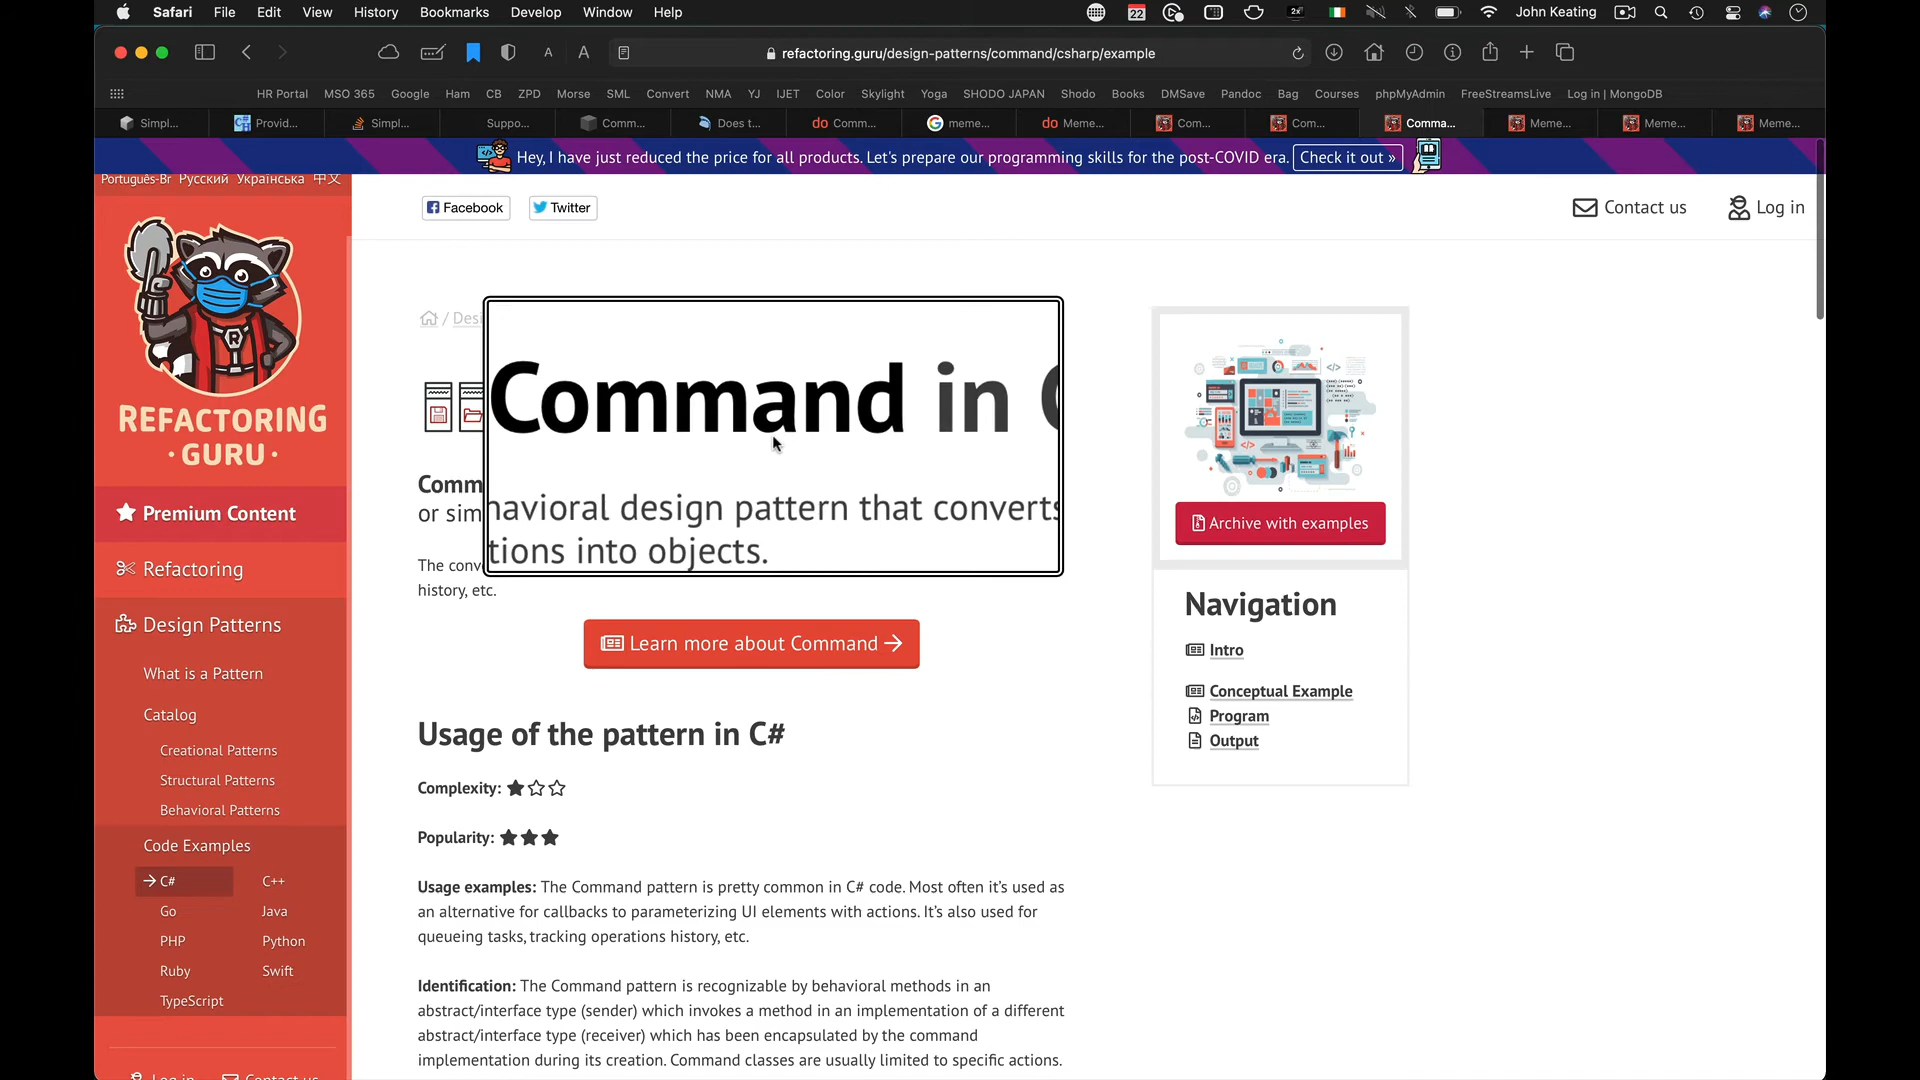 Safari File Edit View History Bookmarks Develop Window Help 22 2x John Keating
A A refactoring.guru/design-patterns/command/csharp/example
HR Portal MSO 365 Google Ham CB ZPD Morse SML Convert NMA YJ IJET Color Skylight Yoga SHODO JAPAN Shodo Books DMSave Pandoc Bag Courses phpMyAdmin FreeStreamsLive Log in | MongoDB
Simpl... Provid... Simpl... Suppo... Comm... Does t... do Comm... G meme... do Meme... Com... Com... Comma... Meme... Meme... Meme...
Hey, I have just reduced the price for all products. Let's prepare our programming skills for the post-COVID era. Check it out »
Português-Br Русский Українська 中文
Facebook Twitter
Contact us Log in
R
REFACTORING
· GURU ·
Premium Content
Refactoring
Design Patterns
What is a Pattern
Catalog
Creational Patterns
Structural Patterns
Behavioral Patterns
Code Examples
C# C++
Go Java
PHP Python
Ruby Swift
TypeScript
Log in Contact us
/ Desi
Command in C
Comm
havioral design pattern that converts
or sim
tions into objects.
The conv
history, etc.
Learn more about Command
Usage of the pattern in C#
Complexity:
Popularity:
Usage examples: The Command pattern is pretty common in C# code. Most often it's used as
an alternative for callbacks to parameterizing UI elements with actions. It's also used for
queueing tasks, tracking operations history, etc.
Identification: The Command pattern is recognizable by behavioral methods in an
abstract/interface type (sender) which invokes a method in an implementation of a different
abstract/interface type (receiver) which has been encapsulated by the command
implementation during its creation. Command classes are usually limited to specific actions.
Archive with examples
Navigation
Intro
Conceptual Example
Program
Output